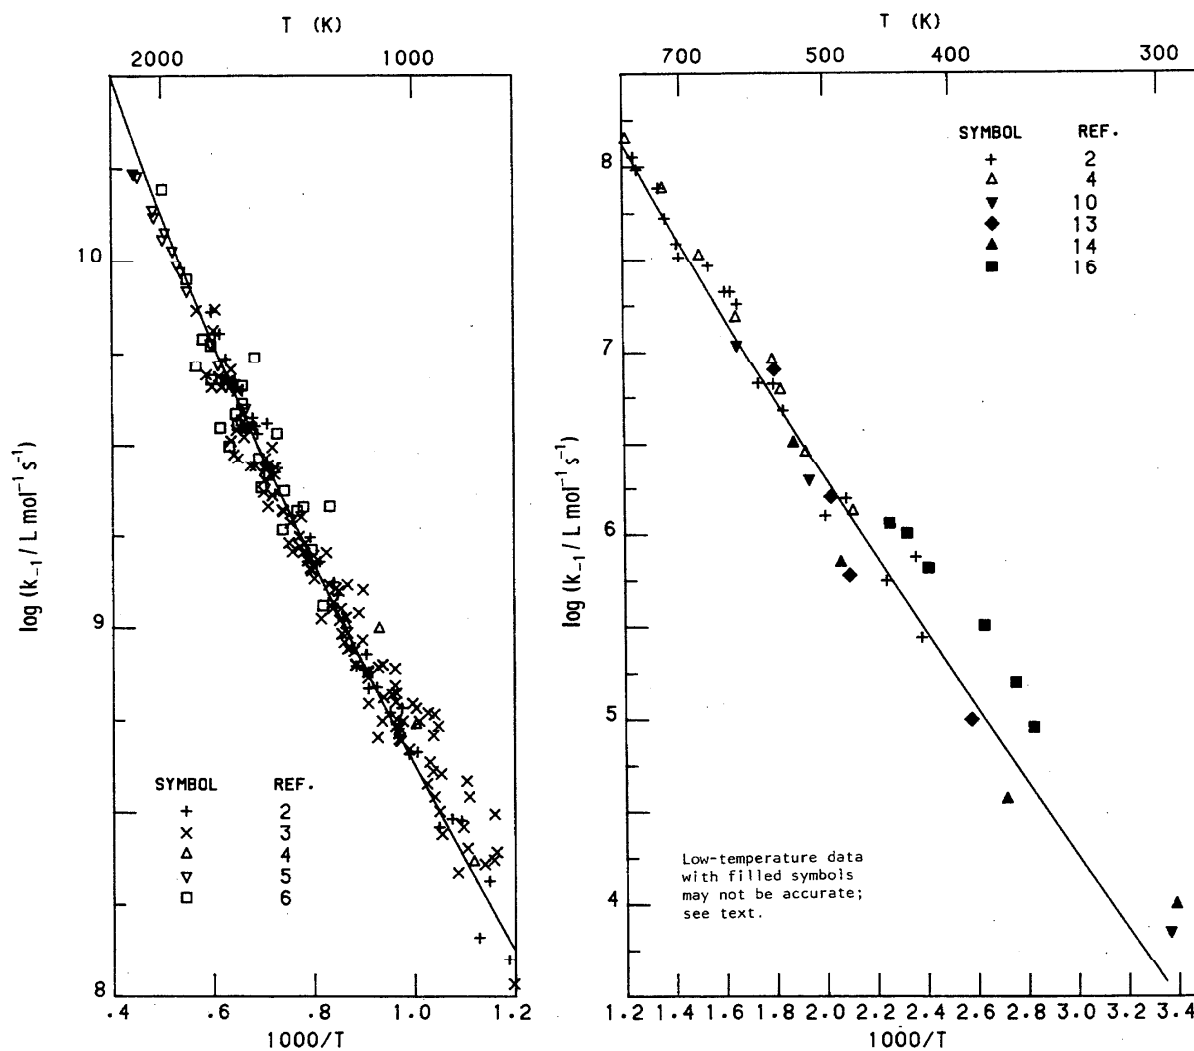 T (K)
2000 1000
10
9
8
log (k₋₁ / L mol⁻¹ s⁻¹)
SYMBOL REF.
+ 2
× 3
△ 4
▽ 5
□ 6
.4 .6 .8 1.0 1.2
1000/T
T (K)
700 500 400 300
SYMBOL REF.
+ 2
△ 4
▼ 10
◆ 13
▲ 14
■ 16
8
7
6
5
4
log (k₋₁ / L mol⁻¹ s⁻¹)
Low-temperature data
with filled symbols
may not be accurate;
see text.
1.2 1.4 1.6 1.8 2.0 2.2 2.4 2.6 2.8 3.0 3.2 3.4
1000/T